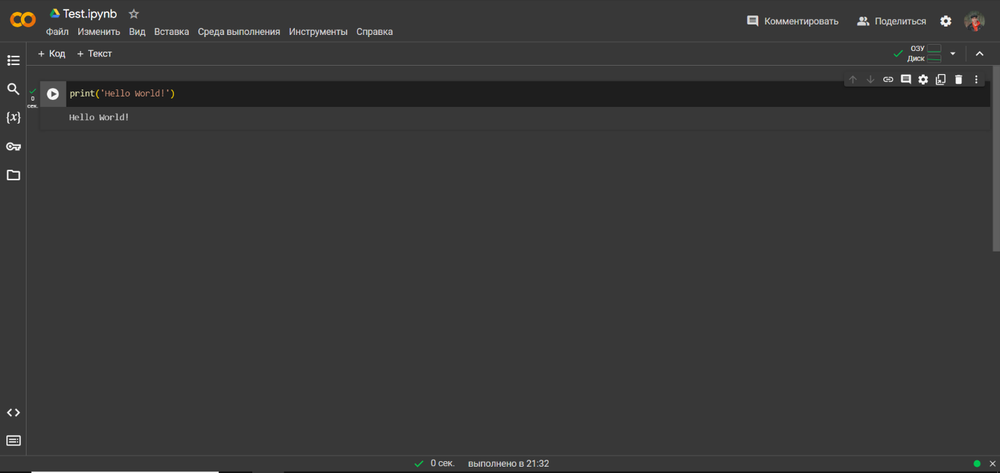 Test.ipynb
Комментировать
Поделиться
Файл Изменить Вид Вставка Среда выполнения Инструменты Справка
+ Код + Текст
ОЗУ
Диск
{x}
0
сек.
print('Hello World!')
Hello World!
0 сек. выполнено в 21:32